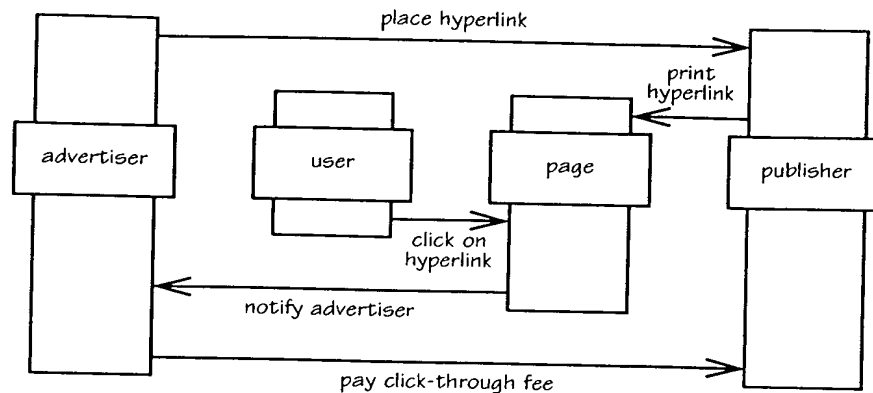 place hyperlink
print
hyperlink
advertiser
user
page
publisher
click on
hyperlink
notify advertiser
pay click-through fee